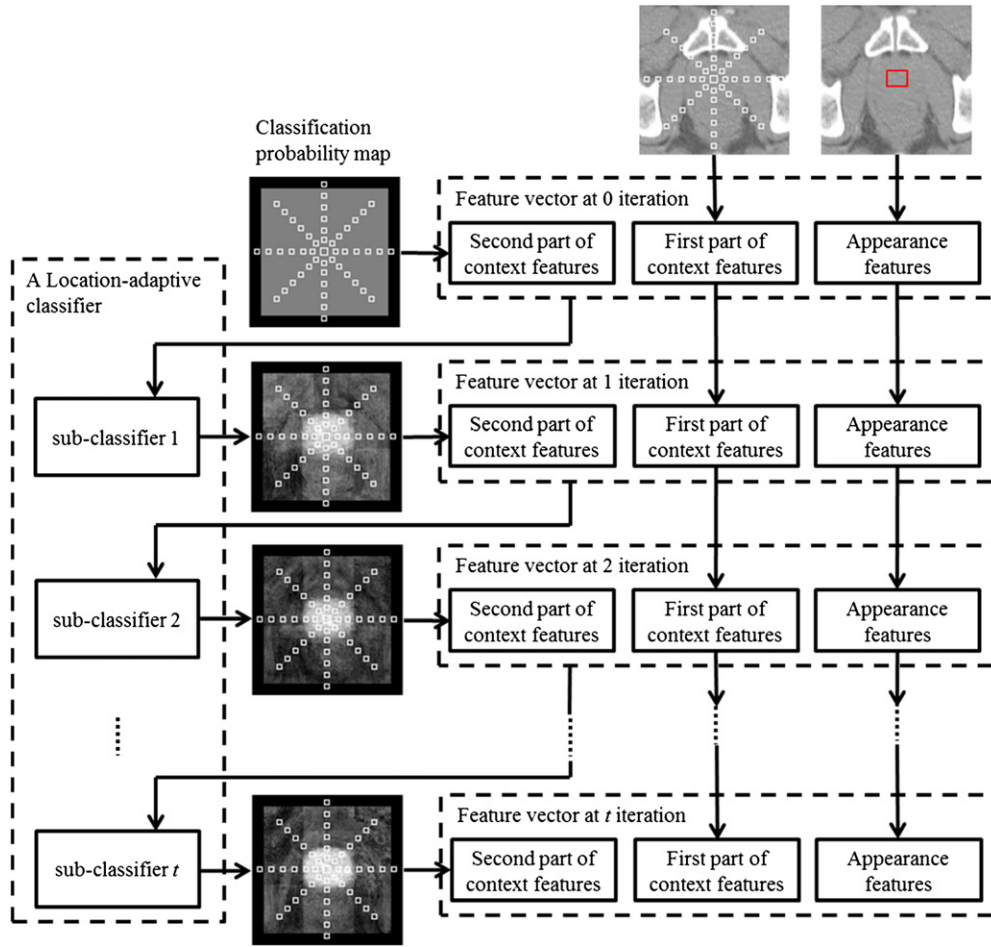 Classification
probability map
Feature vector at 0 iteration
Second part of
context features
First part of
context features
Appearance
features
A Location-adaptive
classifier
Feature vector at 1 iteration
sub-classifier 1
Second part of
context features
First part of
context features
Appearance
features
Feature vector at 2 iteration
sub-classifier 2
Second part of
context features
First part of
context features
Appearance
features
Feature vector at t iteration
sub-classifier t
Second part of
context features
First part of
context features
Appearance
features